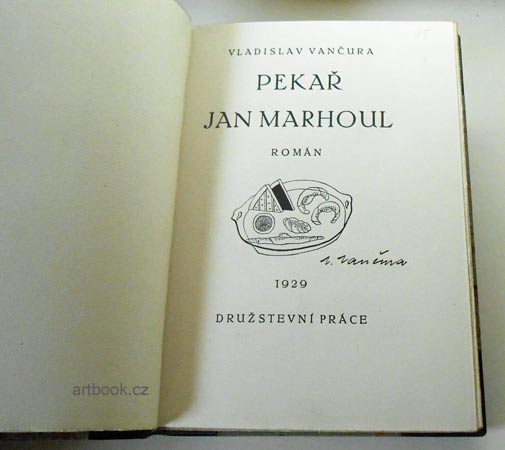 VLADISLAV VANČURA
PEKAŘ
JAN MARHOUL
ROMÁN
V. Vančura
1929
DRUŽSTEVNÍ PRÁCE
artbook.cz